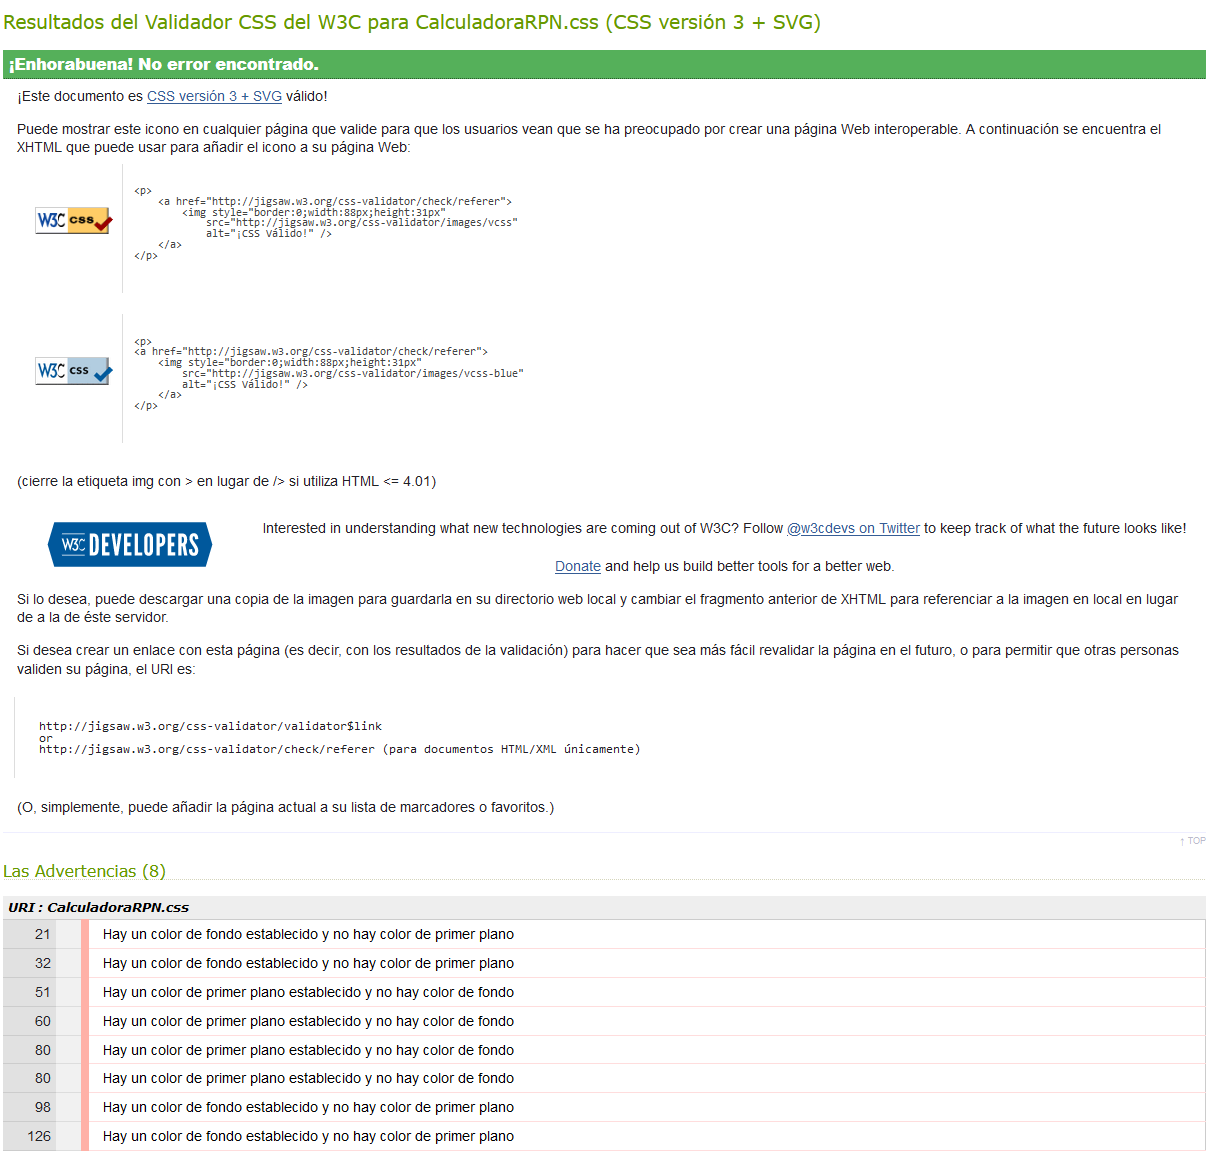 Resultados del Validador CSS del W3C para CalculadoraRPN.css (CSS versión 3 + SVG)
¡Enhorabuena! No error encontrado.
¡Este documento es CSS versión 3 + SVG válido!
Puede mostrar este icono en cualquier página que valide para que los usuarios vean que se ha preocupado por crear una página Web interoperable. A continuación se encuentra el
XHTML que puede usar para añadir el icono a su página Web:
W3C css
<p>
<a href="http://jigsaw.w3.org/css-validator/check/referer">
<img style="border:0;width:88px;height:31px"
src="http://jigsaw.w3.org/css-validator/images/vcss"
alt="¡CSS Válido!" />
</a>
</p>
W3C css
<p>
<a href="http://jigsaw.w3.org/css-validator/check/referer">
<img style="border:0;width:88px;height:31px"
src="http://jigsaw.w3.org/css-validator/images/vcss-blue"
alt="¡CSS Válido!" />
</a>
</p>
(cierre la etiqueta img con > en lugar de /> si utiliza HTML <= 4.01)
W3C DEVELOPERS
Interested in understanding what new technologies are coming out of W3C? Follow @w3cdevs on Twitter to keep track of what the future looks like!
Donate and help us build better tools for a better web.
Si lo desea, puede descargar una copia de la imagen para guardarla en su directorio web local y cambiar el fragmento anterior de XHTML para referenciar a la imagen en local en lugar
de a la de éste servidor.
Si desea crear un enlace con esta página (es decir, con los resultados de la validación) para hacer que sea más fácil revalidar la página en el futuro, o para permitir que otras personas
validen su página, el URI es:
http://jigsaw.w3.org/css-validator/validator$link
or
http://jigsaw.w3.org/css-validator/check/referer (para documentos HTML/XML únicamente)
(O, simplemente, puede añadir la página actual a su lista de marcadores o favoritos.)
↑ TOP
Las Advertencias (8)
URI : CalculadoraRPN.css
21 Hay un color de fondo establecido y no hay color de primer plano
32 Hay un color de fondo establecido y no hay color de primer plano
51 Hay un color de primer plano establecido y no hay color de fondo
60 Hay un color de primer plano establecido y no hay color de fondo
80 Hay un color de primer plano establecido y no hay color de fondo
80 Hay un color de primer plano establecido y no hay color de fondo
98 Hay un color de fondo establecido y no hay color de primer plano
126 Hay un color de fondo establecido y no hay color de primer plano